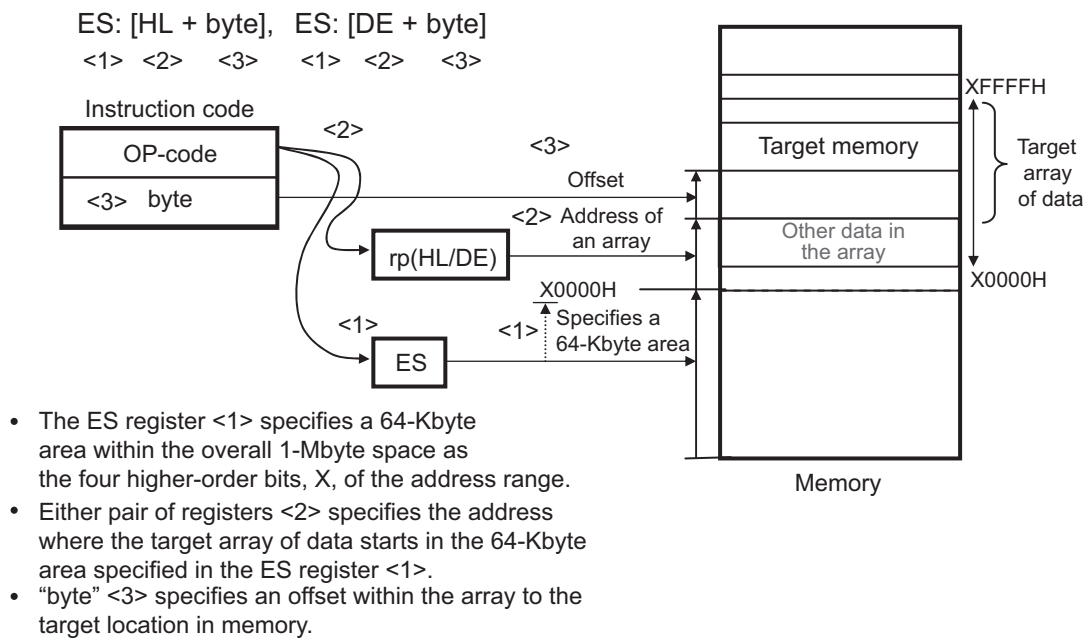 ES: [HL + byte], ES: [DE + byte]
<1> <2> <3> <1> <2> <3>
Instruction code
OP-code
<3> byte
<2>
<3>
Offset
<2> Address of
an array
rp(HL/DE)
X0000H
<1> Specifies a
64-Kbyte area
<1>
ES
XFFFFH
Target memory
Target
array
of data
Other data in
the array
X0000H
Memory
• The ES register <1> specifies a 64-Kbyte
area within the overall 1-Mbyte space as
the four higher-order bits, X, of the address range.
• Either pair of registers <2> specifies the address
where the target array of data starts in the 64-Kbyte
area specified in the ES register <1>.
• “byte” <3> specifies an offset within the array to the
target location in memory.